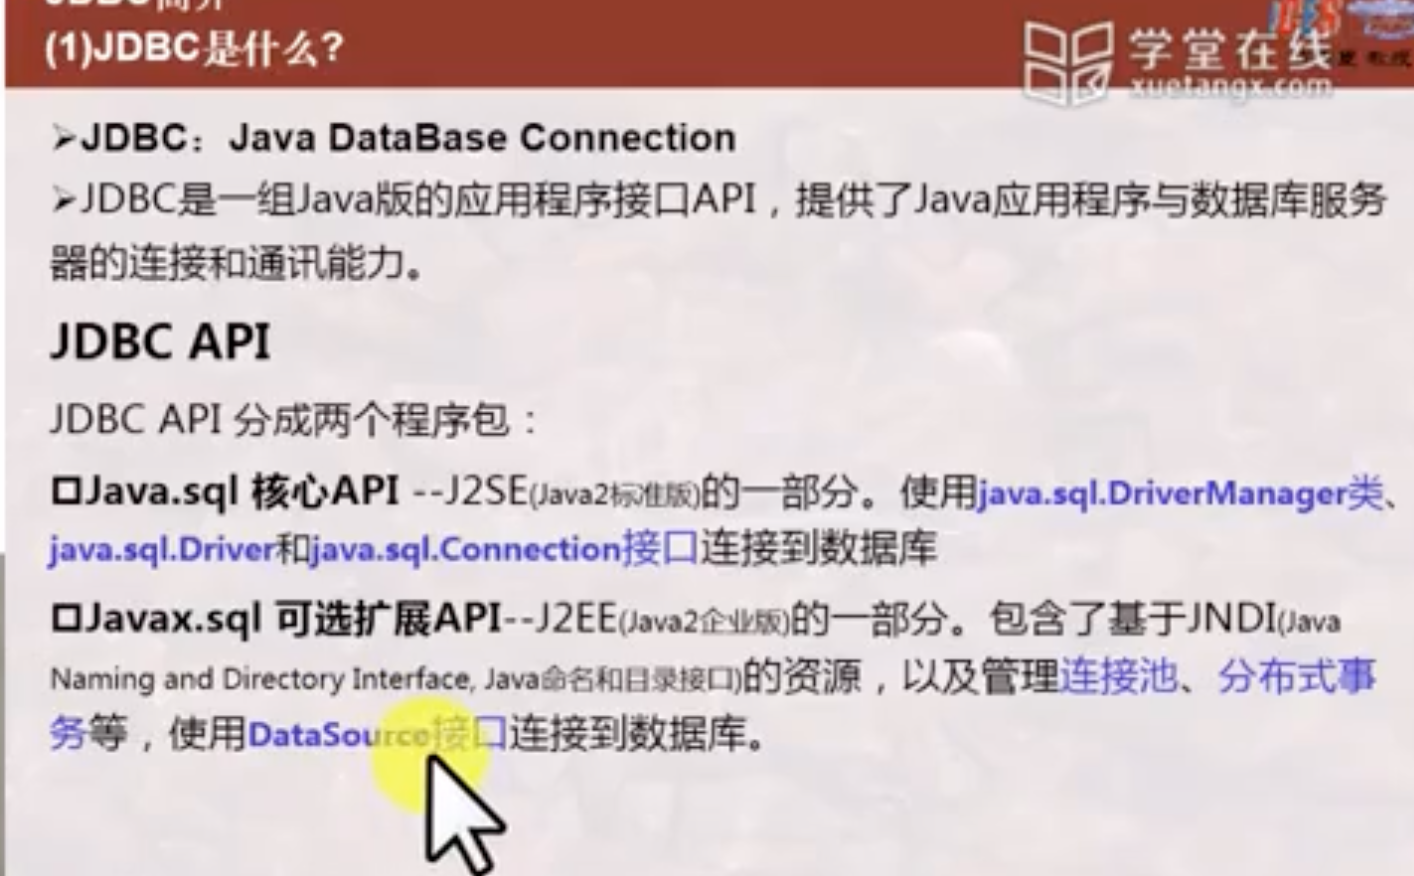 JDBC简介
(1)JDBC是什么?
学堂在线
xuetangx.com
➢JDBC：Java DataBase Connection
➢JDBC是一组Java版的应用程序接口API，提供了Java应用程序与数据库服务
器的连接和通讯能力。
JDBC API
JDBC API 分成两个程序包：
□Java.sql 核心API --J2SE(Java2标准版)的一部分。使用java.sql.DriverManager类、
java.sql.Driver和java.sql.Connection接口连接到数据库
□Javax.sql 可选扩展API--J2EE(Java2企业版)的一部分。包含了基于JNDI(Java
Naming and Directory Interface, Java命名和目录接口)的资源，以及管理连接池、分布式事
务等，使用DataSource接口连接到数据库。